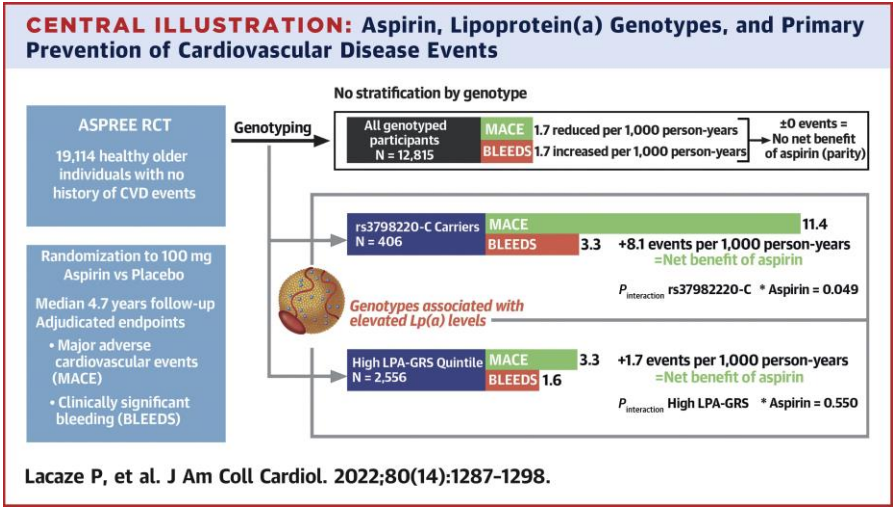 CENTRAL ILLUSTRATION: Aspirin, Lipoprotein(a) Genotypes, and Primary
Prevention of Cardiovascular Disease Events
ASPREE RCT
19,114 healthy older
individuals with no
history of CVD events
Randomization to 100 mg
Aspirin vs Placebo
Median 4.7 years follow-up
Adjudicated endpoints
• Major adverse
cardiovascular events
(MACE)
• Clinically significant
bleeding (BLEEDS)
Genotyping
No stratification by genotype
All genotyped
participants
N = 12,815
MACE 1.7 reduced per 1,000 person-years
BLEEDS 1.7 increased per 1,000 person-years
±0 events =
No net benefit
of aspirin (parity)
rs3798220-C Carriers
N = 406
MACE 11.4
BLEEDS 3.3
+8.1 events per 1,000 person-years
=Net benefit of aspirin
Pinteraction rs37982220-C * Aspirin = 0.049
Genotypes associated with
elevated Lp(a) levels
High LPA-GRS Quintile
N = 2,556
MACE 3.3
BLEEDS 1.6
+1.7 events per 1,000 person-years
=Net benefit of aspirin
Pinteraction High LPA-GRS * Aspirin = 0.550
Lacaze P, et al. J Am Coll Cardiol. 2022;80(14):1287–1298.